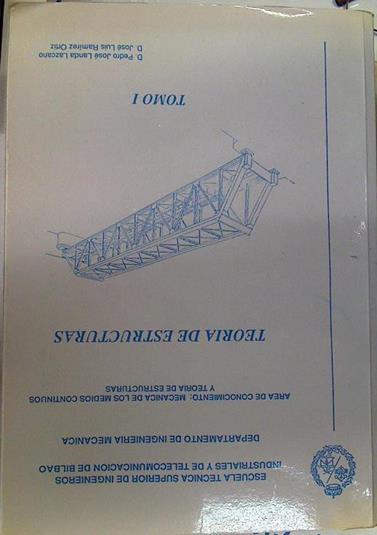 ESCUELA TECNICA SUPERIOR DE INGENIEROS
INDUSTRIALES Y DE TELECOMUNICACION DE BILBAO
DEPARTAMENTO DE INGENIERIA MECANICA
AREA DE CONOCIMIENTO: MECANICA DE LOS MEDIOS CONTINUOS
Y TEORIA DE ESTRUCTURAS
TEORIA DE ESTRUCTURAS
TOMO I
D. Pedro José Landa Lazcano
D. José Luis Ramírez Ortiz